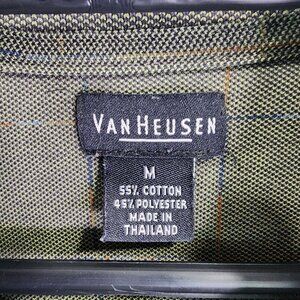 VAN HEUSEN
M
55% COTTON
45% POLYESTER
MADE IN
THAILAND